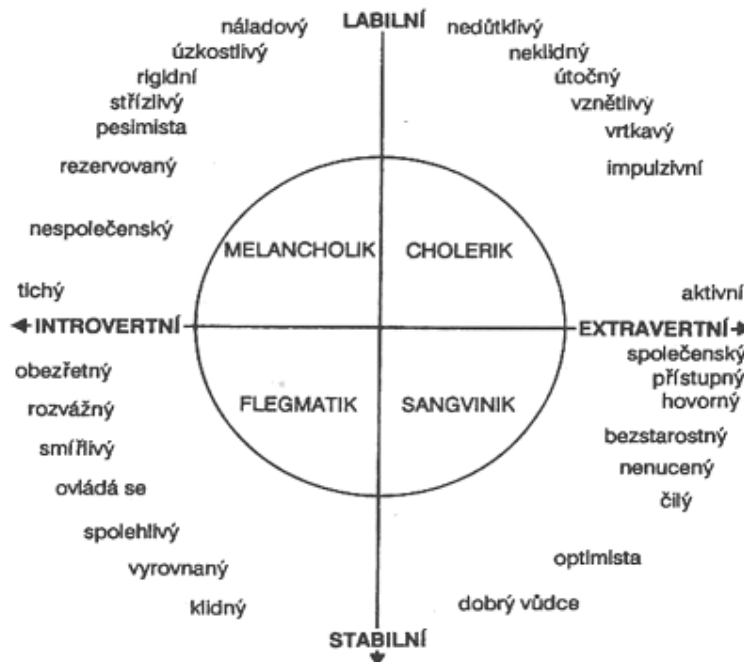 náladový
LABILNÍ
nedůtklivý
úzkostlivý
neklidný
rigidní
útočný
střízlivý
vznětlivý
pesimista
vrtkavý
rezervovaný
impulzivní
nespolečenský
MELANCHOLIK
CHOLERIK
tichý
aktivní
INTROVERTNÍ
EXTRAVERTNÍ
společenský
obezřetný
přístupný
hovorný
rozvážný
FLEGMATIK
SANGVINIK
bezstarostný
smířlivý
nenucený
ovládá se
čilý
spolehlivý
optimista
vyrovnaný
klidný
dobrý vůdce
STABILNÍ